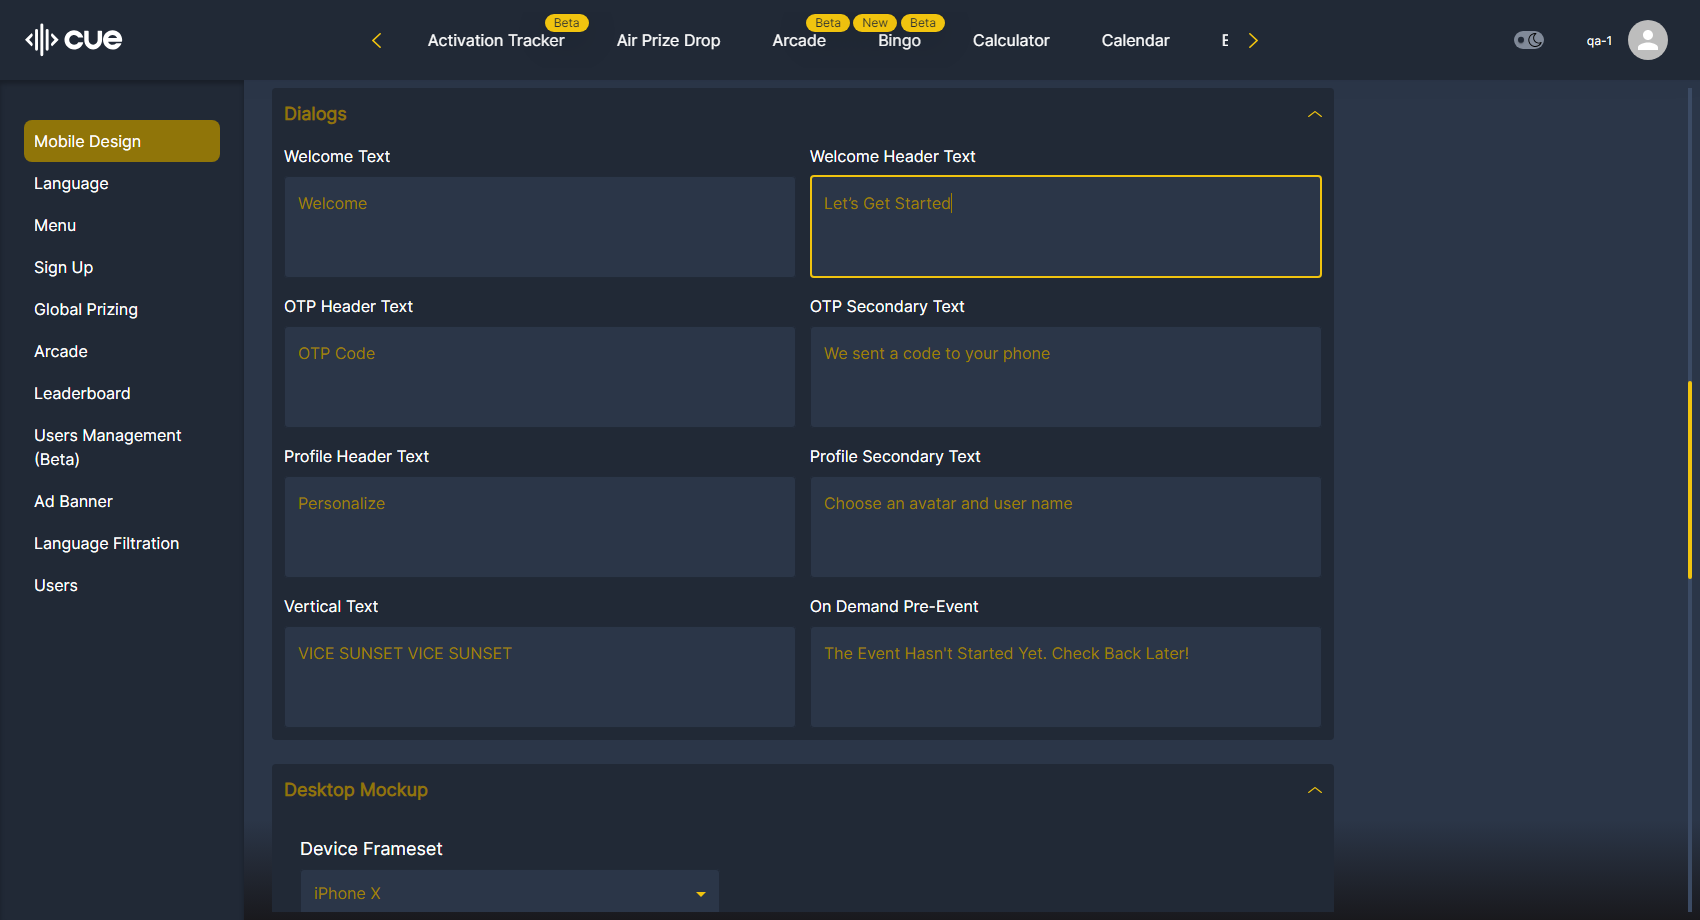 cue
Activation Tracker
Beta
Air Prize Drop
Arcade
Beta
Bingo
New
Beta
Calculator
Calendar
qa-1
Mobile Design
Language
Menu
Sign Up
Global Prizing
Arcade
Leaderboard
Users Management
(Beta)
Ad Banner
Language Filtration
Users
Dialogs
Welcome Text
Welcome
Welcome Header Text
Let’s Get Started
OTP Header Text
OTP Code
OTP Secondary Text
We sent a code to your phone
Profile Header Text
Personalize
Profile Secondary Text
Choose an avatar and user name
Vertical Text
VICE SUNSET VICE SUNSET
On Demand Pre-Event
The Event Hasn't Started Yet. Check Back Later!
Desktop Mockup
Device Frameset
iPhone X